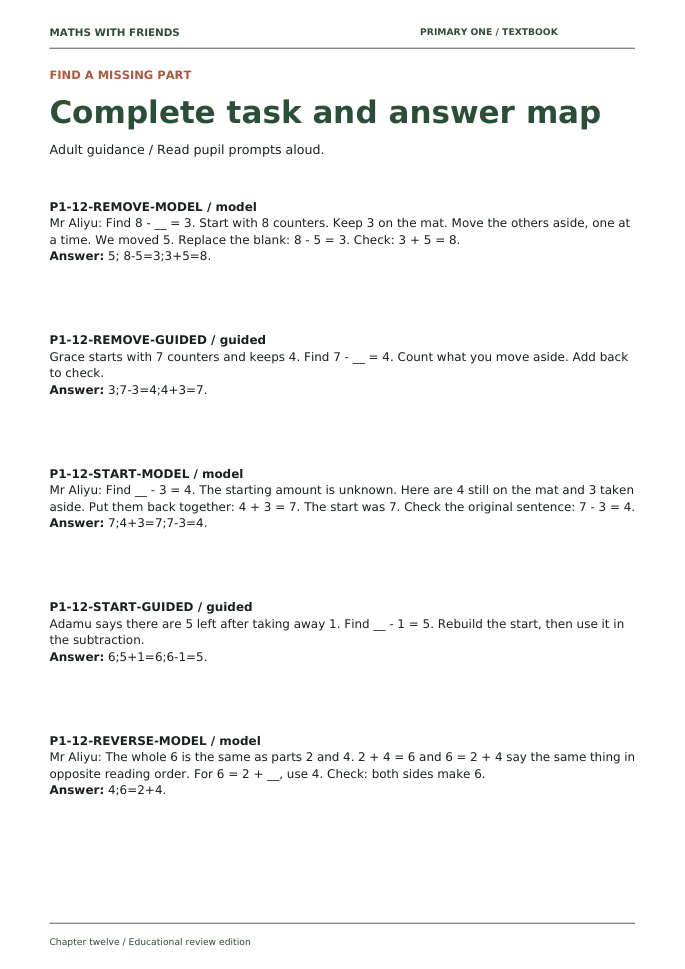 MATHS WITH FRIENDS
PRIMARY ONE / TEXTBOOK
FIND A MISSING PART
Complete task and answer map
Adult guidance / Read pupil prompts aloud.
P1-12-REMOVE-MODEL / model
Mr Aliyu: Find 8 - __ = 3. Start with 8 counters. Keep 3 on the mat. Move the others aside, one at
a time. We moved 5. Replace the blank: 8 - 5 = 3. Check: 3 + 5 = 8.
Answer: 5; 8-5=3;3+5=8.
P1-12-REMOVE-GUIDED / guided
Grace starts with 7 counters and keeps 4. Find 7 - __ = 4. Count what you move aside. Add back
to check.
Answer: 3;7-3=4;4+3=7.
P1-12-START-MODEL / model
Mr Aliyu: Find __ - 3 = 4. The starting amount is unknown. Here are 4 still on the mat and 3 taken
aside. Put them back together: 4 + 3 = 7. The start was 7. Check the original sentence: 7 - 3 = 4.
Answer: 7;4+3=7;7-3=4.
P1-12-START-GUIDED / guided
Adamu says there are 5 left after taking away 1. Find __ - 1 = 5. Rebuild the start, then use it in
the subtraction.
Answer: 6;5+1=6;6-1=5.
P1-12-REVERSE-MODEL / model
Mr Aliyu: The whole 6 is the same as parts 2 and 4. 2 + 4 = 6 and 6 = 2 + 4 say the same thing in
opposite reading order. For 6 = 2 + __, use 4. Check: both sides make 6.
Answer: 4;6=2+4.
Chapter twelve / Educational review edition